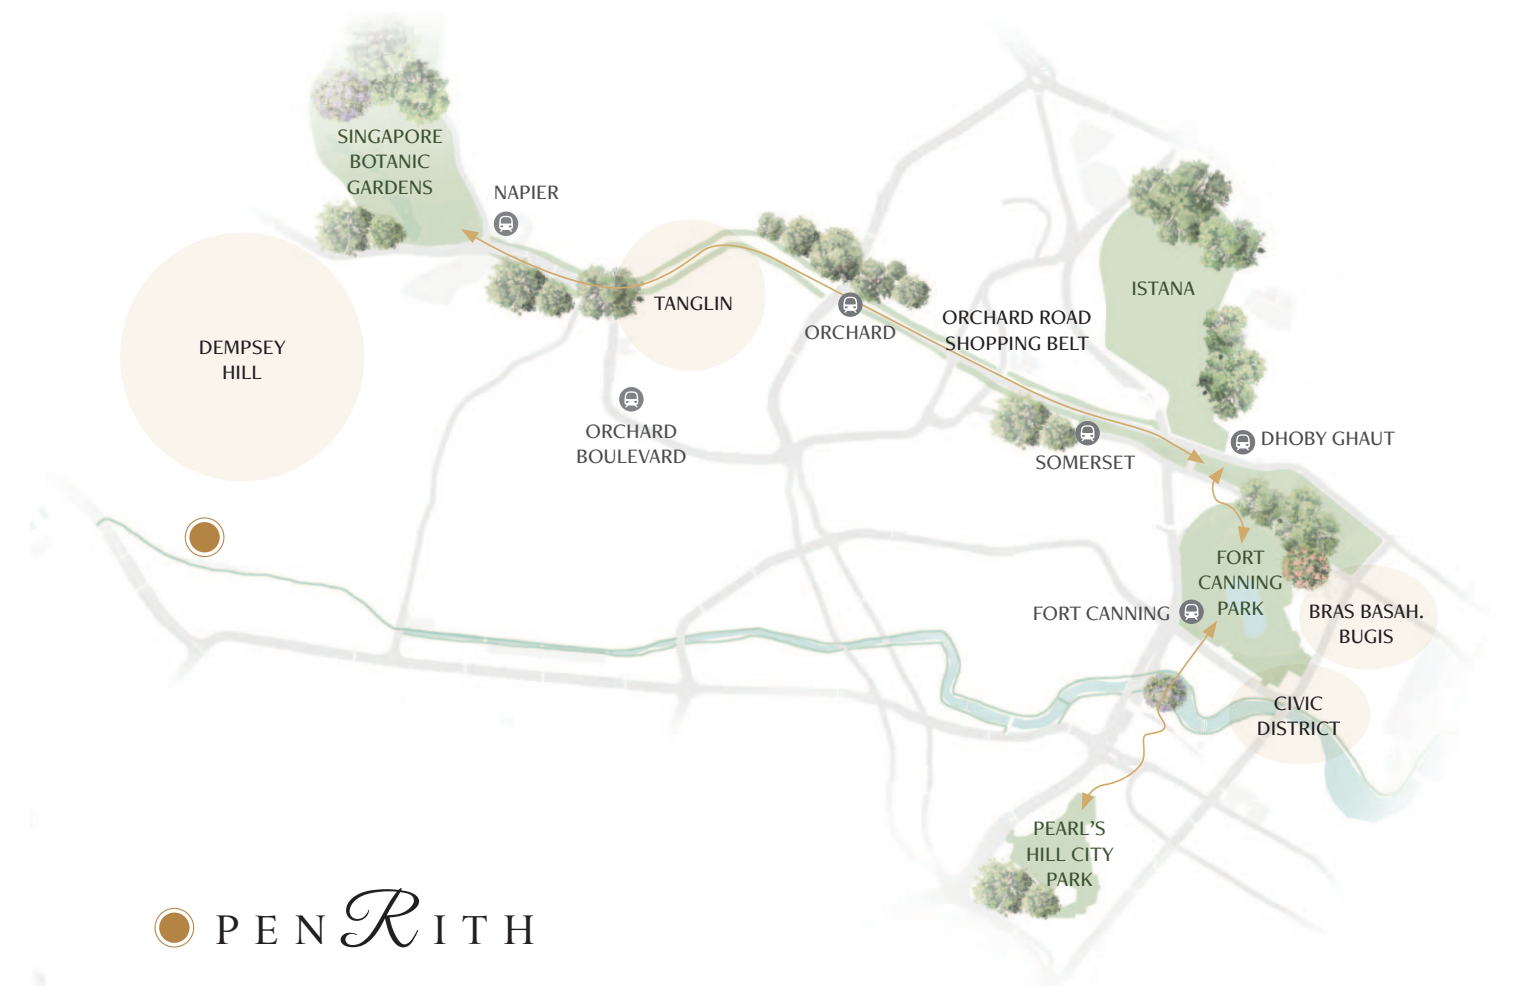 SINGAPORE
BOTANIC
GARDENS
NAPIER
DEMPSEY
HILL
TANGLIN
ORCHARD
ORCHARD ROAD
SHOPPING BELT
ISTANA
ORCHARD
BOULEVARD
SOMERSET
DHOBY GHAUT
FORT
CANNING
PARK
FORT CANNING
BRAS BASAH.
BUGIS
CIVIC
DISTRICT
PEARL’S
HILL CITY
PARK
PENRITH